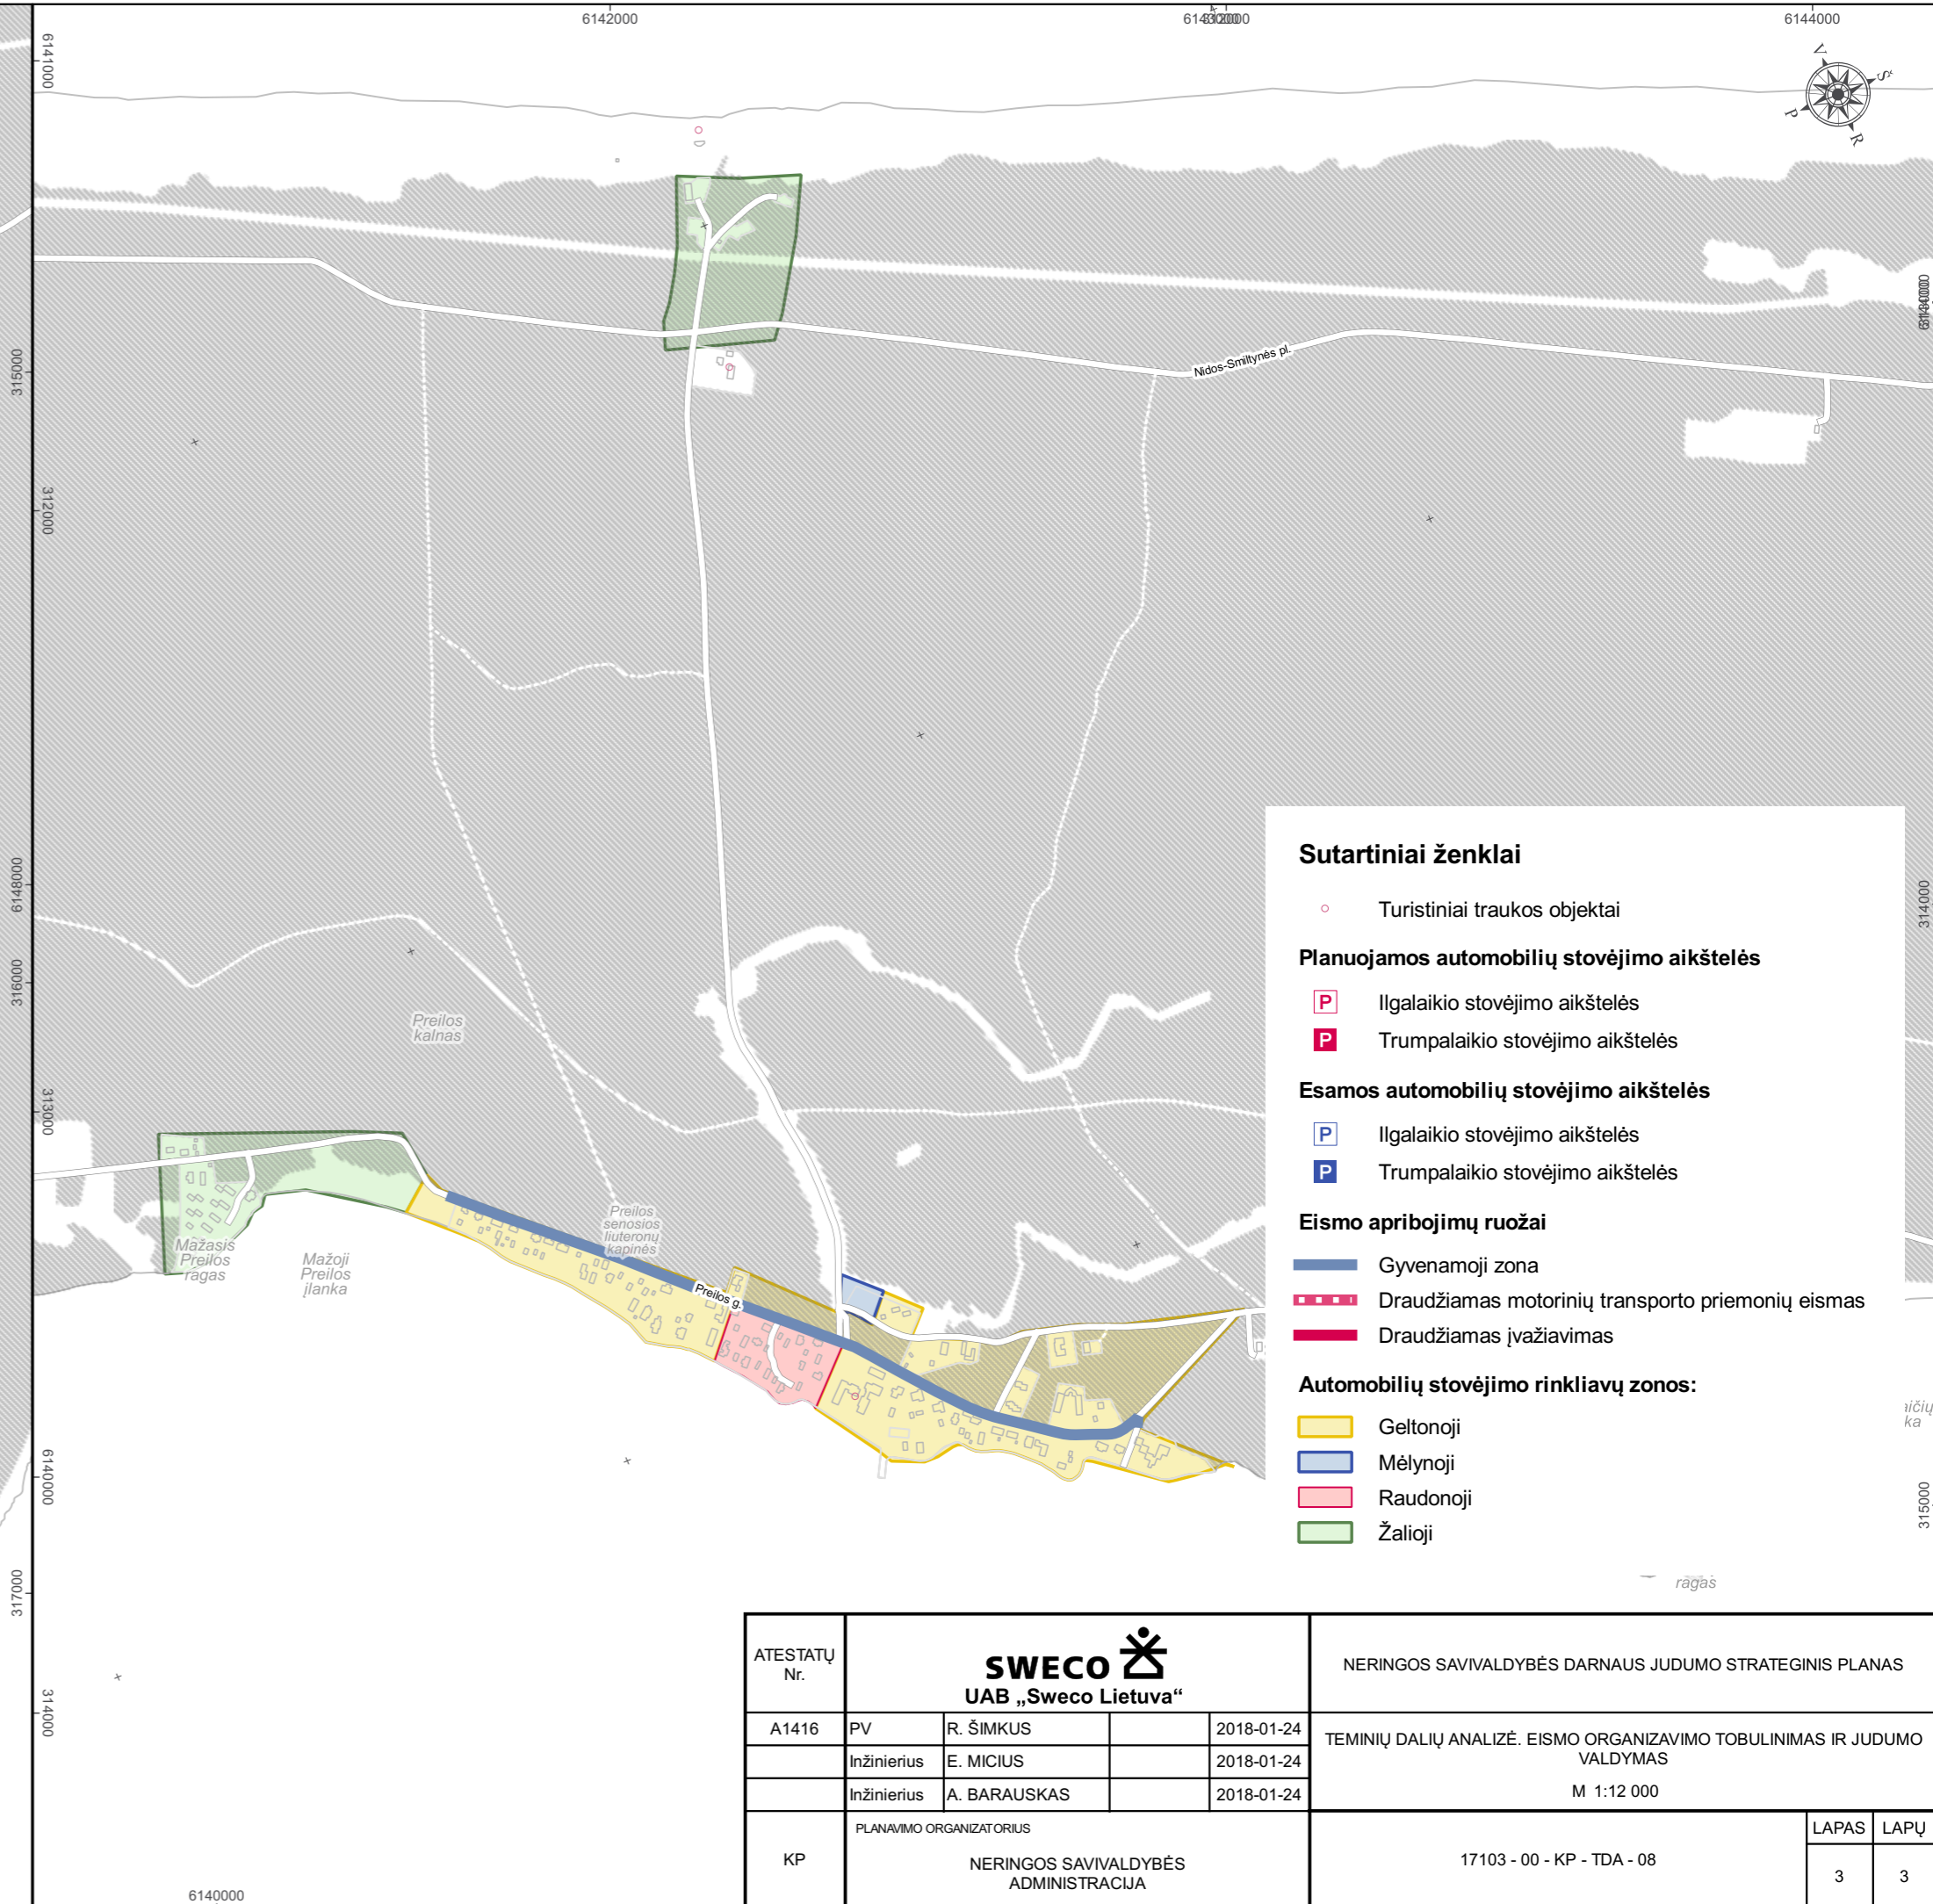 6142000
6144000
6141000
V
Š
P
R
315000
Nidos-Smiltynės pl.
312000
6148000
314000
316000
Sutartiniai ženklai
Turistiniai traukos objektai
Planuojamos automobilių stovėjimo aikštelės
P Ilgalaikio stovėjimo aikštelės
P Trumpalaikio stovėjimo aikštelės
Esamos automobilių stovėjimo aikštelės
P Ilgalaikio stovėjimo aikštelės
P Trumpalaikio stovėjimo aikštelės
Eismo apribojimų ruožai
Gyvenamoji zona
Draudžiamas motorinių transporto priemonių eismas
Draudžiamas įvažiavimas
Automobilių stovėjimo rinkliavų zonos:
Geltonoji
Mėlynoji
Raudonoji
Žalioji
Preilos
kalnas
313000
Preilos
senosios
liuteronų
kapinės
Mažasis
Preilos
ragas
Mažoji
Preilos
įlanka
Preilos g.
6140000
315000
317000
ragas
314000
ATESTATŲ
Nr.
SWECO
UAB „Sweco Lietuva“
NERINGOS SAVIVALDYBĖS DARNAUS JUDUMO STRATEGINIS PLANAS
A1416 PV R. ŠIMKUS 2018-01-24
Inžinierius E. MICIUS 2018-01-24
Inžinierius A. BARAUSKAS 2018-01-24
TEMINIŲ DALIŲ ANALIZĖ. EISMO ORGANIZAVIMO TOBULINIMAS IR JUDUMO
VALDYMAS
M 1:12 000
KP
PLANAVIMO ORGANIZATORIUS
NERINGOS SAVIVALDYBĖS
ADMINISTRACIJA
17103 - 00 - KP - TDA - 08
LAPAS LAPŲ
3 3
6140000